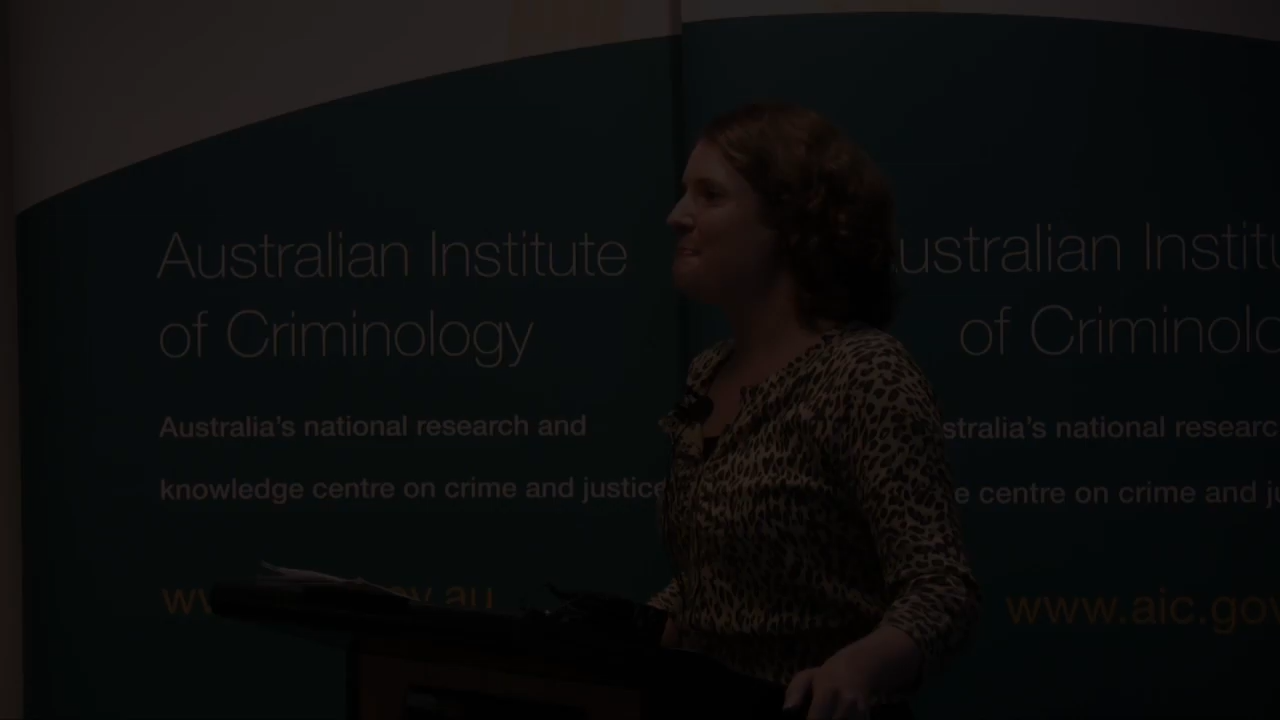 Australian Institute
of Criminology
Australia's national research and
knowledge centre on crime and justice
ustralian Institu
of Criminolo
stralia's national researc
e centre on crime and ju
www.aic.gov